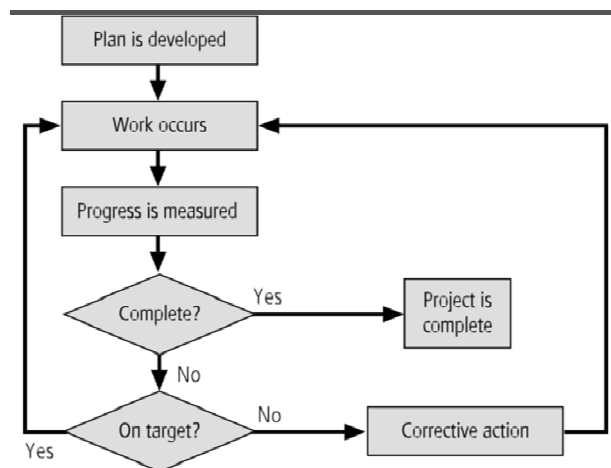 Plan is developed
Work occurs
Progress is measured
Complete?
Yes
Project is
complete
No
On target?
No
Corrective action
Yes